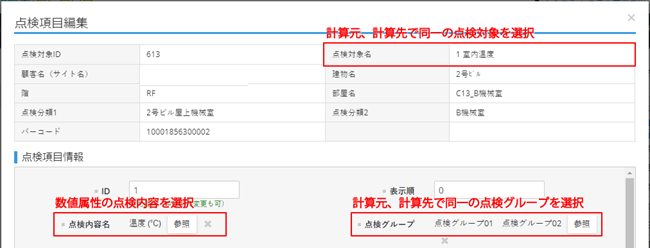 点検項目編集
計算元、計算先で同一の点検対象を選択
点検対象ID 613 点検対象名 1 室内温度
顧客名（サイト名） 建物名 2号ビル
階 RF 部屋名 C13_B機械室
点検分類1 2号ビル屋上機械室 点検分類2 B機械室
バーコード 10001856300002
点検項目情報
ID 1 表示順 0
数値属性の点検内容を選択 変更も可） 計算元、計算先で同一の点検グループを選択
点検内容名 温度 (℃) 参照 点検グループ 点検グループ01 点検グループ02 参照